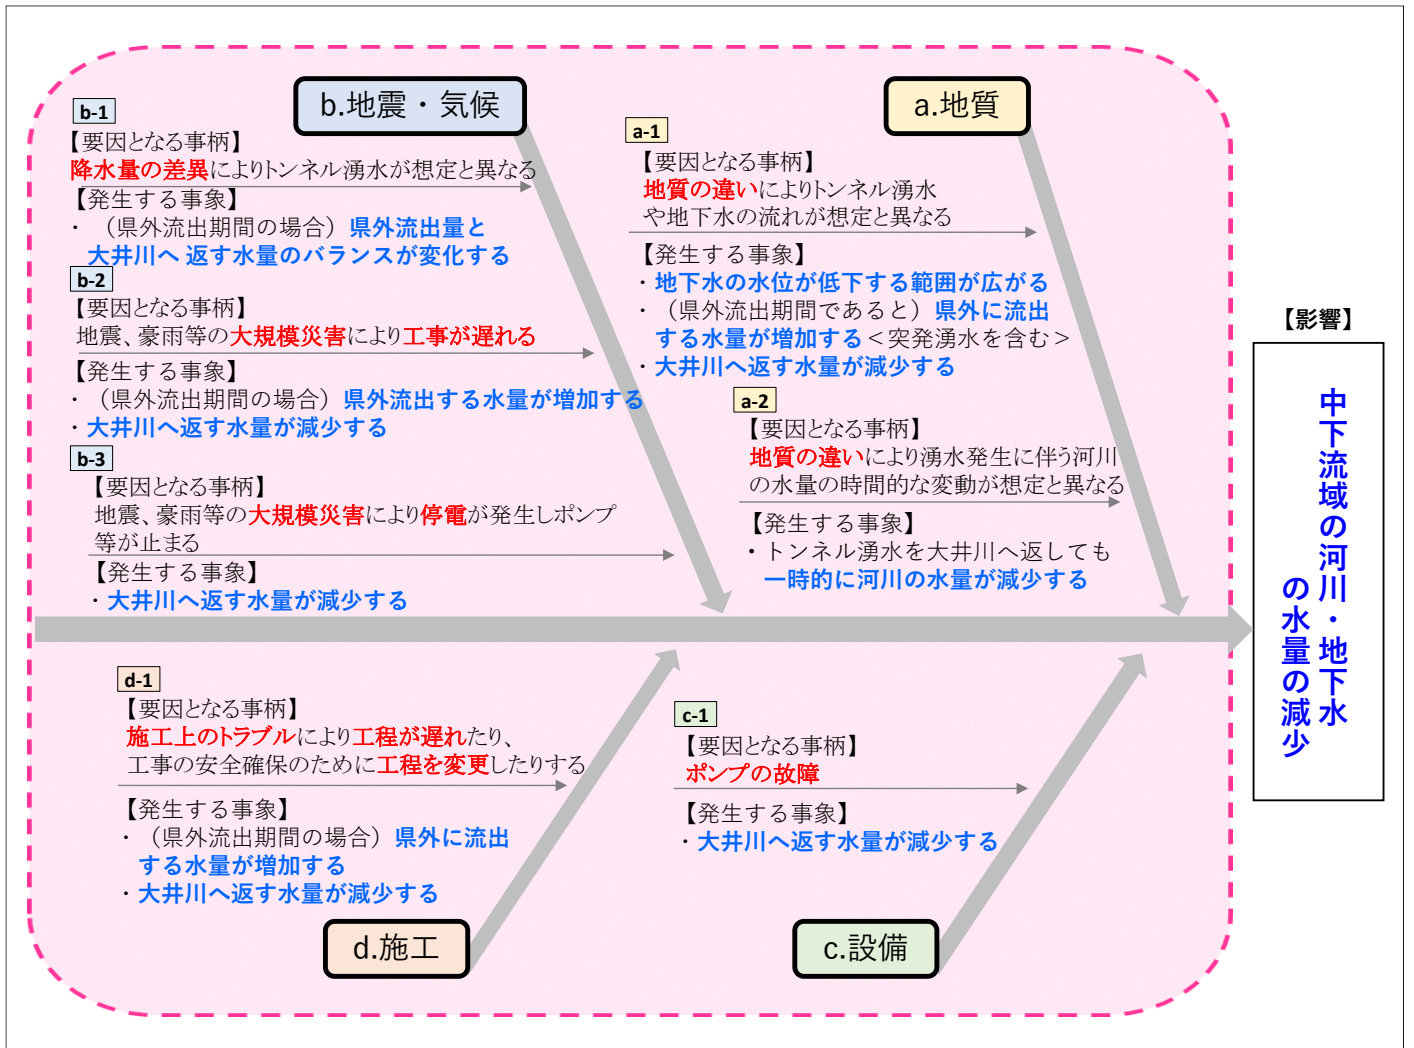 b.地震・気候
b-1
【要因となる事柄】
降水量の差異によりトンネル湧水が想定と異なる
【発生する事象】
・（県外流出期間の場合）県外流出量と
大井川へ返す水量のバランスが変化する
b-2
【要因となる事柄】
地震、豪雨等の大規模災害により工事が遅れる
【発生する事象】
・（県外流出期間の場合）県外流出する水量が増加する
・大井川へ返す水量が減少する
b-3
【要因となる事柄】
地震、豪雨等の大規模災害により停電が発生しポンプ
等が止まる
【発生する事象】
・大井川へ返す水量が減少する
a.地質
a-1
【要因となる事柄】
地質の違いによりトンネル湧水
や地下水の流れが想定と異なる
【発生する事象】
・地下水の水位が低下する範囲が広がる
・（県外流出期間であると）県外に流出
する水量が増加する＜突発湧水を含む＞
・大井川へ返す水量が減少する
a-2
【要因となる事柄】
地質の違いにより湧水発生に伴う河川
の水量の時間的な変動が想定と異なる
【発生する事象】
・トンネル湧水を大井川へ返しても
一時的に河川の水量が減少する
【影響】
中下流域の河川・地下水
の水量の減少
d-1
【要因となる事柄】
施工上のトラブルにより工程が遅れたり、
工事の安全確保のために工程を変更したりする
【発生する事象】
・（県外流出期間の場合）県外に流出
する水量が増加する
・大井川へ返す水量が減少する
d.施工
c-1
【要因となる事柄】
ポンプの故障
【発生する事象】
・大井川へ返す水量が減少する
c.設備